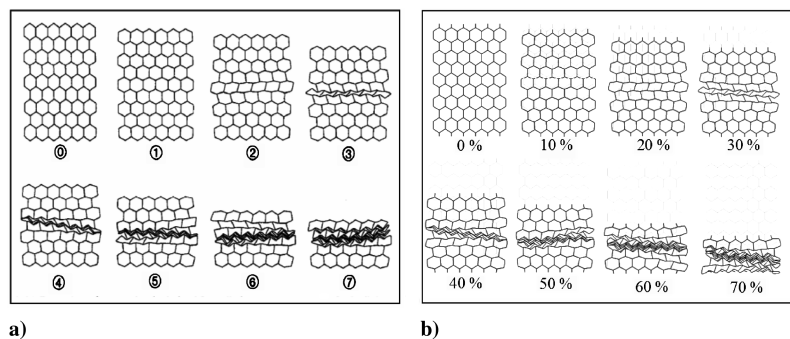 ⓪ ① ② ③
④ ⑤ ⑥ ⑦
0 % 10 % 20 % 30 %
40 % 50 % 60 % 70 %
a) b)